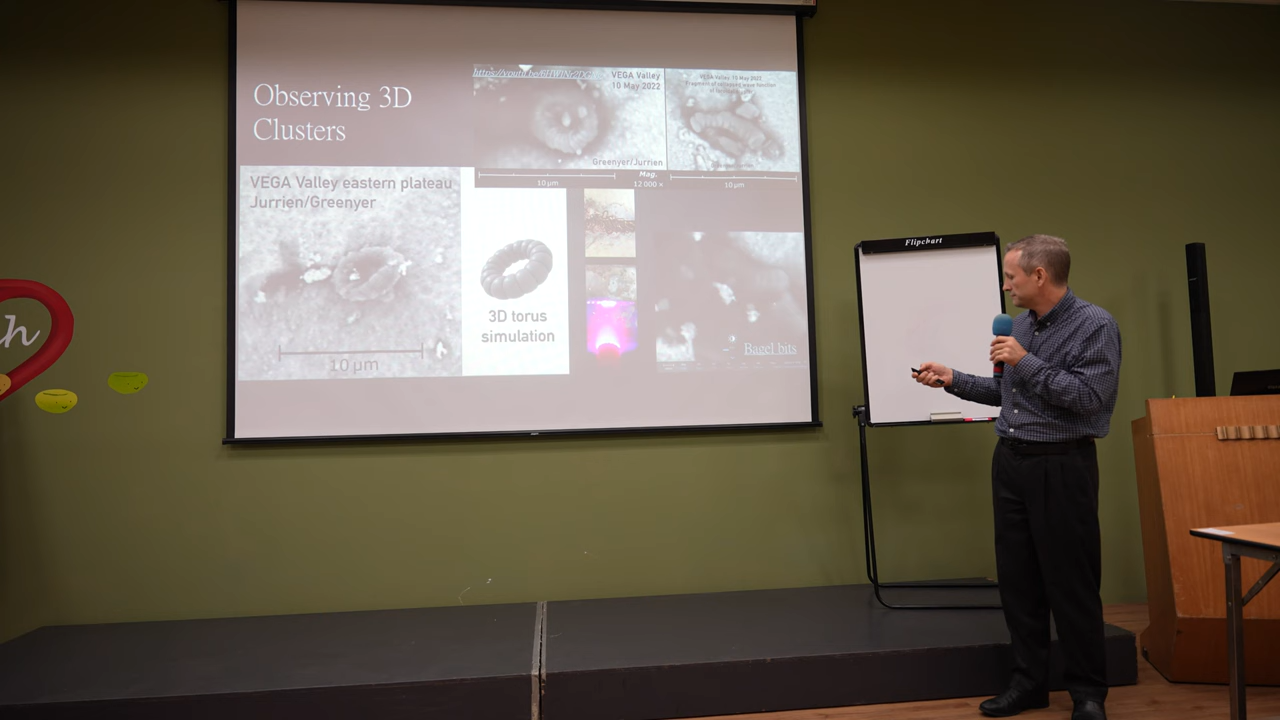 Observing 3D
Clusters
VEGA Valley
10 May 2022
Greenyer/Jurrien
10 µm
Mag.
12 000 ×
VEGA Valley 10 May 2022
10 µm
VEGA Valley eastern plateau
Jurrien/Greenyer
10 µm
3D torus
simulation
Bagel bits
Flipchart
h